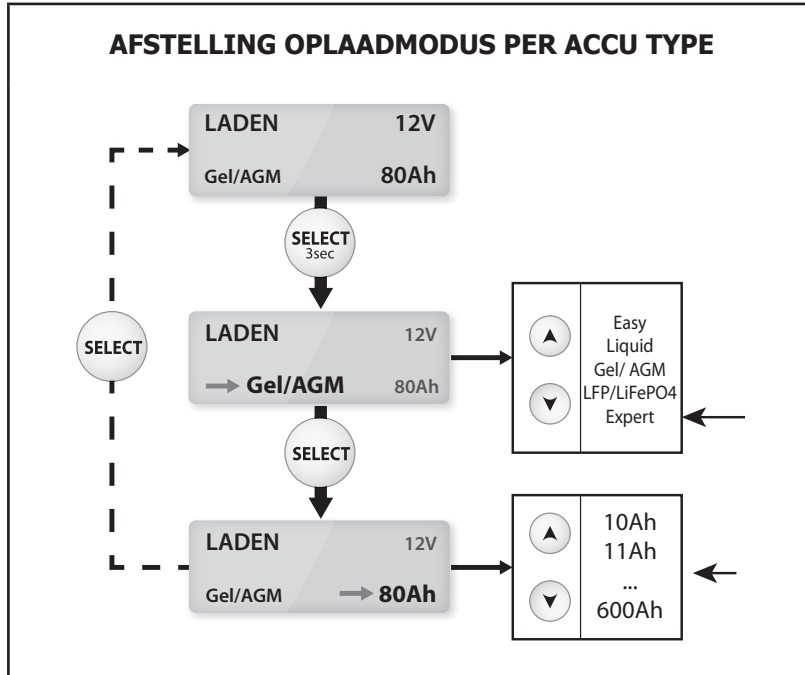 AFSTELLING OPLAADMODUS PER ACCU TYPE
LADEN 12V
Gel/AGM 80Ah
SELECT
3sec
LADEN 12V
Gel/AGM 80Ah
Easy
Liquid
Gel/ AGM
LFP/LiFePO4
Expert
SELECT
SELECT
LADEN 12V
Gel/AGM 80Ah
10Ah
11Ah
...
600Ah